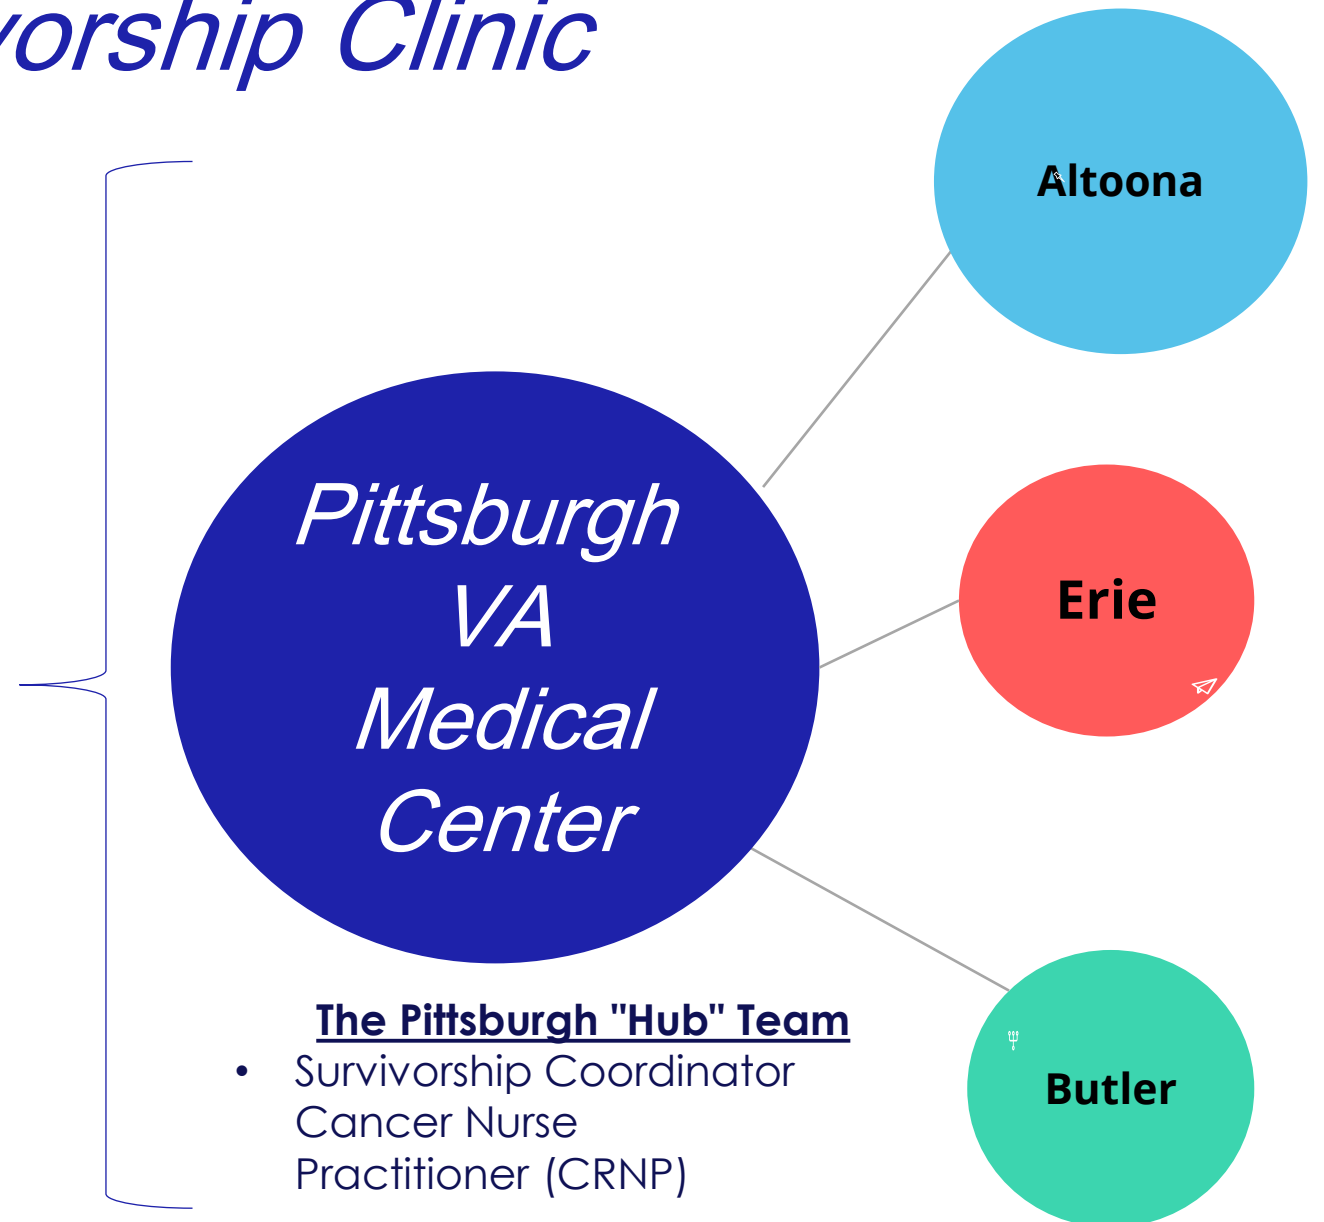 vorship Clinic
Altoona
Pittsburgh
VA
Medical
Center
Erie
Butler
The Pittsburgh "Hub" Team
• Survivorship Coordinator
Cancer Nurse
Practitioner (CRNP)